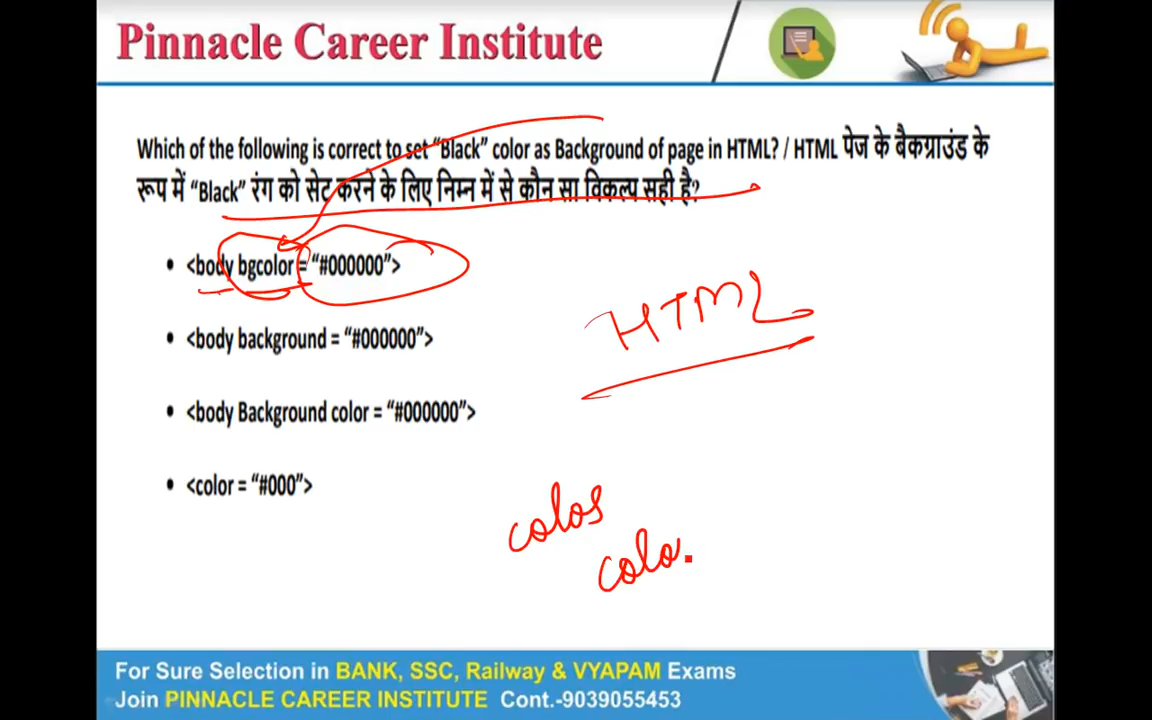 Pinnacle Career Institute
Which of the following is correct to set “Black” color as Background of page in HTML? / HTML पेज के बैकग्राउंड के
रूप में “Black” रंग को सेट करने के लिए निम्न में से कौन सा विकल्प सही है?
• <body bgcolor = “#000000”>
HTML
• <body background = “#000000”>
• <body Background color = “#000000”>
• <color = “#000”>
color
colo
For Sure Selection in BANK, SSC, Railway & VYAPAM Exams
Join PINNACLE CAREER INSTITUTE Cont.-9039055453